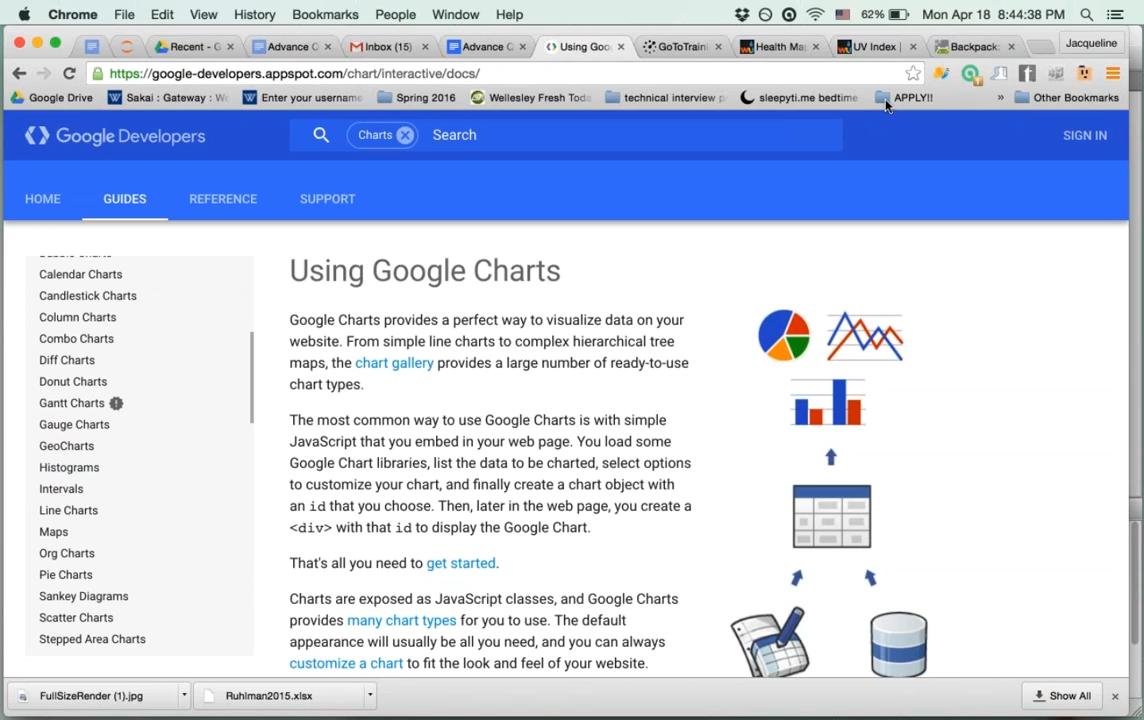 Chrome File Edit View History Bookmarks People Window Help 62% Mon Apr 18 8:44:38 PM
Recent - G Advance C Inbox (15) Advance C Using Goo GoToTrain Health Ma UV Index | Backpack Jacqueline
https://google-developers.appspot.com/chart/interactive/docs/
Google Drive Sakai : Gateway : We Enter your username Spring 2016 Wellesley Fresh Toda technical interview p sleepyti.me bedtime APPLY!! » Other Bookmarks
Google Developers Charts Search SIGN IN
HOME GUIDES REFERENCE SUPPORT
Calendar Charts
Candlestick Charts
Column Charts
Combo Charts
Diff Charts
Donut Charts
Gantt Charts
Gauge Charts
GeoCharts
Histograms
Intervals
Line Charts
Maps
Org Charts
Pie Charts
Sankey Diagrams
Scatter Charts
Stepped Area Charts
Using Google Charts
Google Charts provides a perfect way to visualize data on your
website. From simple line charts to complex hierarchical tree
maps, the chart gallery provides a large number of ready-to-use
chart types.
The most common way to use Google Charts is with simple
JavaScript that you embed in your web page. You load some
Google Chart libraries, list the data to be charted, select options
to customize your chart, and finally create a chart object with
an id that you choose. Then, later in the web page, you create a
<div> with that id to display the Google Chart.
That's all you need to get started.
Charts are exposed as JavaScript classes, and Google Charts
provides many chart types for you to use. The default
appearance will usually be all you need, and you can always
customize a chart to fit the look and feel of your website.
FullSizeRender (1).jpg Ruhlman2015.xlsx Show All